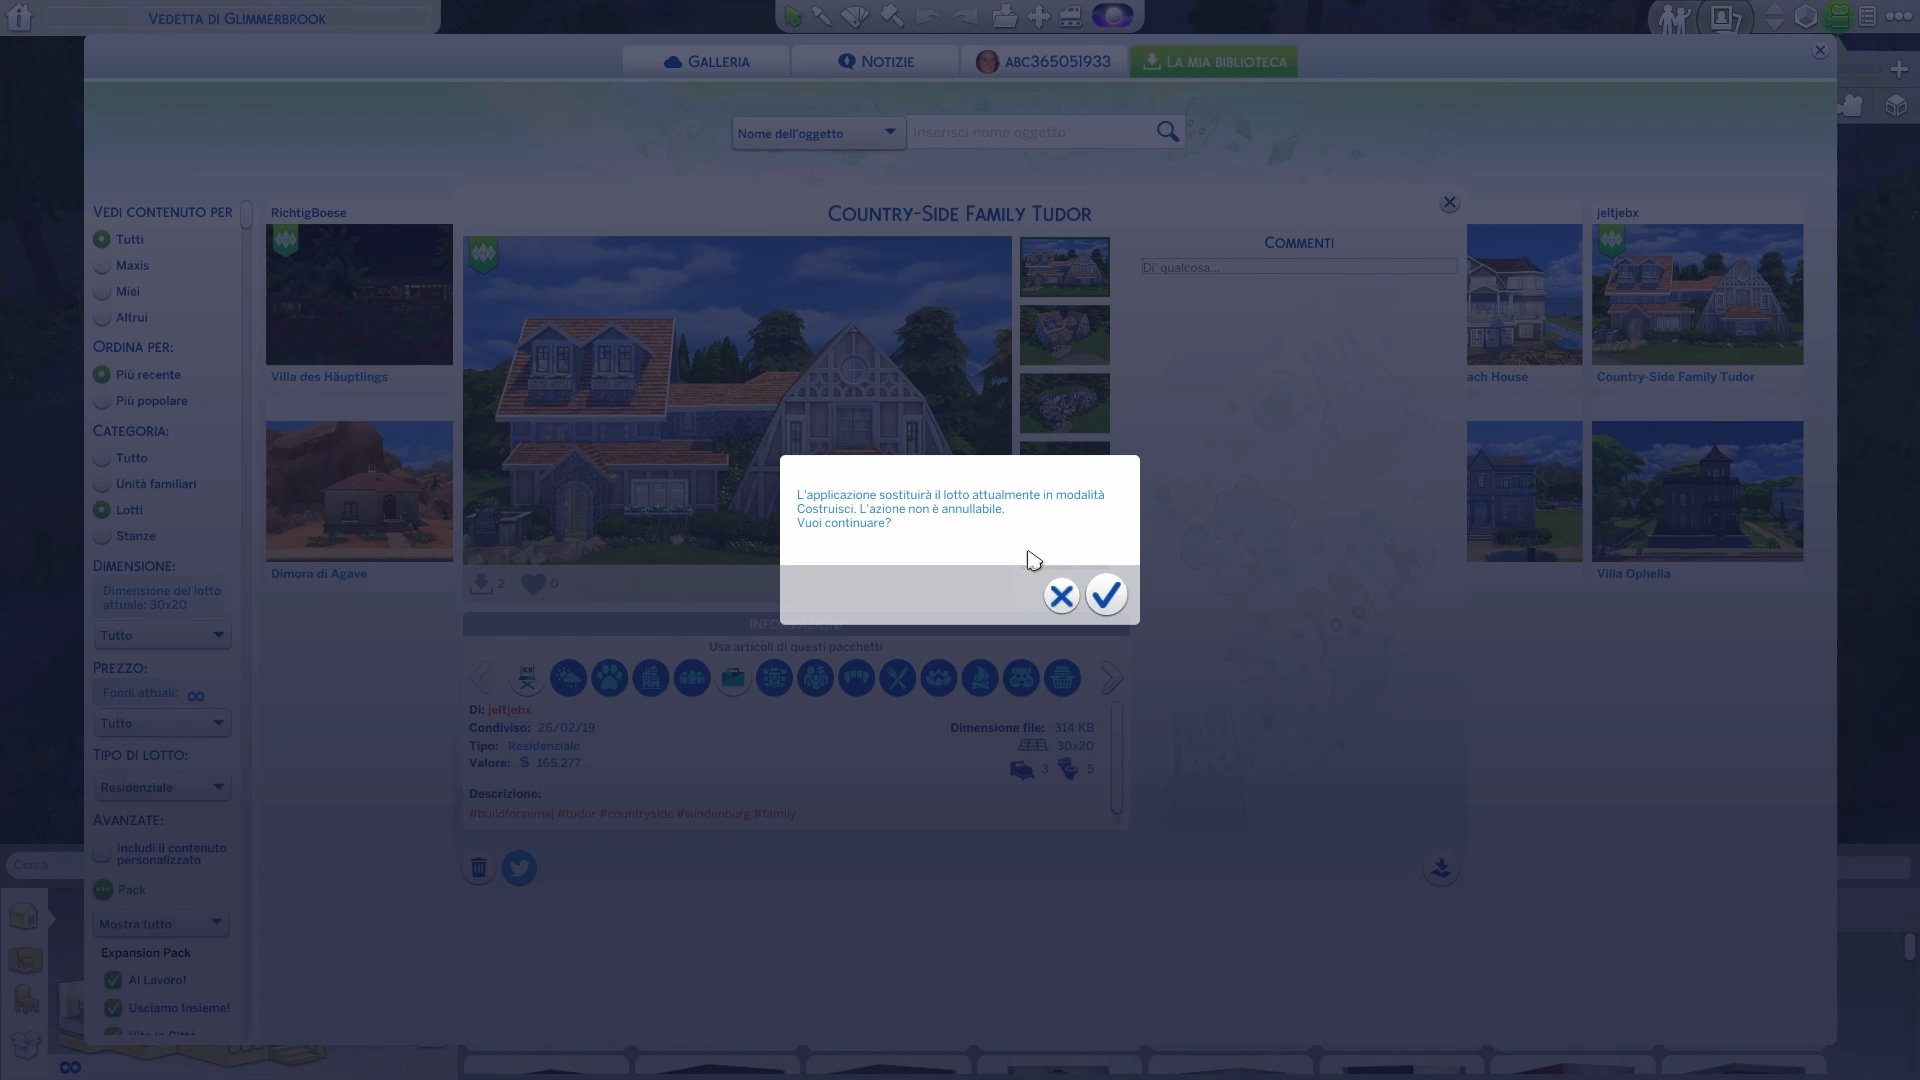 Vedetta di Glimmerbrook
Galleria
Notizie
abc365051933
La mia biblioteca
Nome dell'oggetto
Inserisci nome oggetto
Vedi contenuto per
Tutti
Maxis
Miei
Altrui
Ordina per:
Più recente
Più popolare
Categoria:
Tutto
Unità familiari
Lotti
Stanze
Dimensione:
Dimensione del lotto
attuale: 30x20
Tutto
Prezzo:
Fondi attuali: ∞
Tutto
Tipo di lotto:
Residenziale
Avanzate:
Includi il contenuto
personalizzato
Pack
Mostra tutto
Expansion Pack
Al Lavoro!
Usciamo Insieme!
Vita in Città
RichtigBoese
Villa des Häuptlings
Dimora di Agave
Country-Side Family Tudor
Commenti
Di' qualcosa...
2
0
L'applicazione sostituirà il lotto attualmente in modalità
Costruisci. L'azione non è annullabile.
Vuoi continuare?
Informazioni
Usa articoli di questi pacchetti
Di: jeltjebx
Condiviso: 26/02/19
Tipo: Residenziale
Valore: § 165.277
Dimensione file: 314 KB
30x20
3
5
Descrizione:
#buildforsemaj #tudor #countryside #windenburg #family
ach House
jeltjebx
Country-Side Family Tudor
Villa Ophelia
Cerca
∞